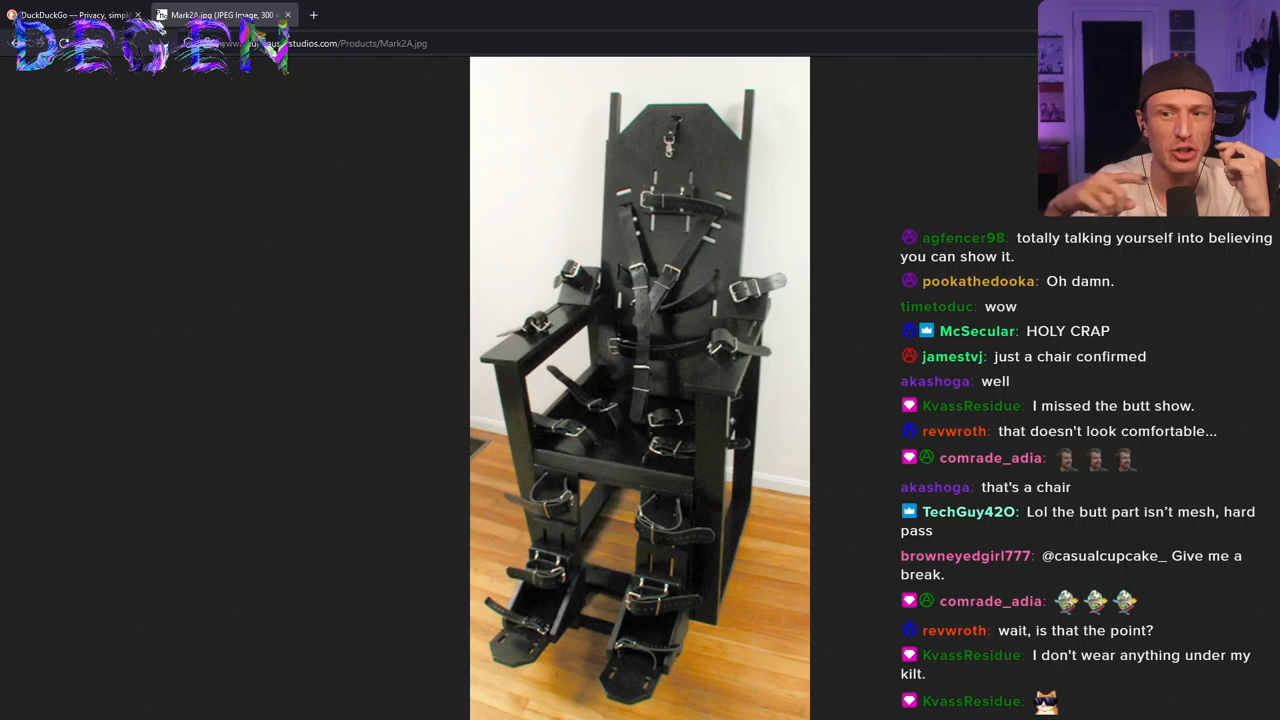 DuckDuckGo — Privacy, simpli
Mark2A.jpg (JPEG Image, 300
DEGEN
studios.com/Products/Mark2A.jpg
agfencer98: totally talking yourself into believing
you can show it.
pookathedooka: Oh damn.
timetoduc: wow
McSecular: HOLY CRAP
jamestvj: just a chair confirmed
akashoga: well
KvassResidue: I missed the butt show.
revwroth: that doesn't look comfortable...
comrade_adia:
akashoga: that's a chair
TechGuy42O: Lol the butt part isn't mesh, hard
pass
browneyedgirl777: @casualcupcake_ Give me a
break.
comrade_adia:
revwroth: wait, is that the point?
KvassResidue: I don't wear anything under my
kilt.
KvassResidue: